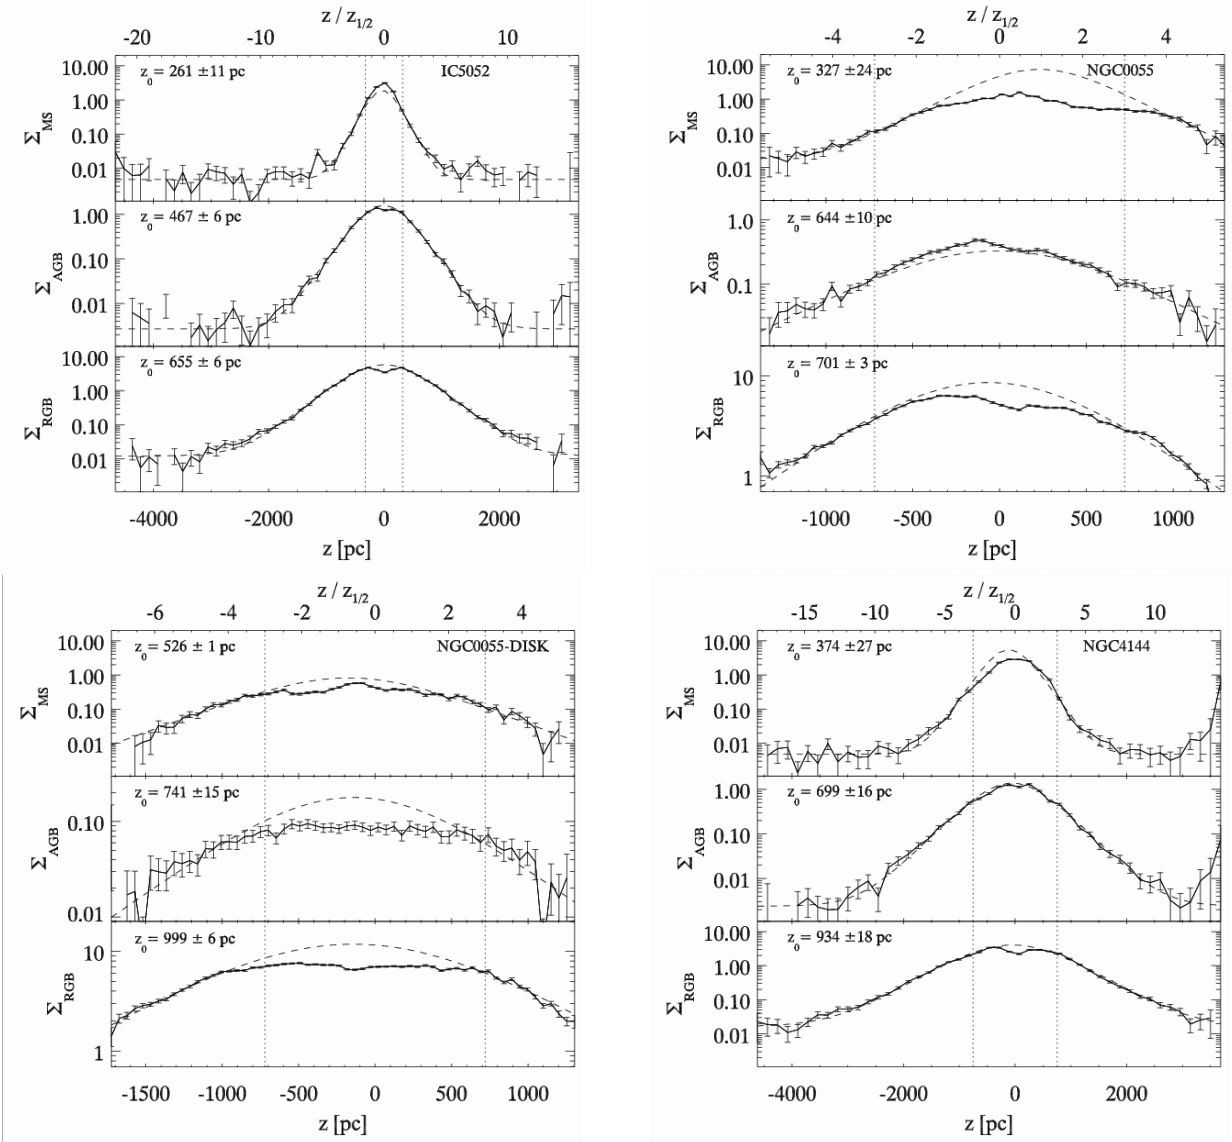 z / z1/2
-20 -10 0 10
z0= 261 ±11 pc IC5052
10.00
1.00
0.10
0.01
ΣMS
z0= 467 ± 6 pc
1.00
0.10
0.01
ΣAGB
z0= 655 ± 6 pc
10.00
1.00
0.10
0.01
ΣRGB
-4000 -2000 0 2000
z [pc]
z / z1/2
-4 -2 0 2 4
z0= 327 ±24 pc NGC0055
10.00
1.00
0.10
0.01
ΣMS
z0= 644 ±10 pc
1.0
0.1
ΣAGB
z0= 701 ± 3 pc
10
1
ΣRGB
-1000 -500 0 500 1000
z [pc]
z / z1/2
-6 -4 -2 0 2 4
z0= 526 ± 1 pc NGC0055-DISK
10.00
1.00
0.10
0.01
ΣMS
z0= 741 ±15 pc
0.10
0.01
ΣAGB
z0= 999 ± 6 pc
10
1
ΣRGB
-1500 -1000 -500 0 500 1000
z [pc]
z / z1/2
-15 -10 -5 0 5 10
z0= 374 ±27 pc NGC4144
10.00
1.00
0.10
0.01
ΣMS
z0= 699 ±16 pc
1.00
0.10
0.01
ΣAGB
z0= 934 ±18 pc
10.00
1.00
0.10
0.01
ΣRGB
-4000 -2000 0 2000
z [pc]